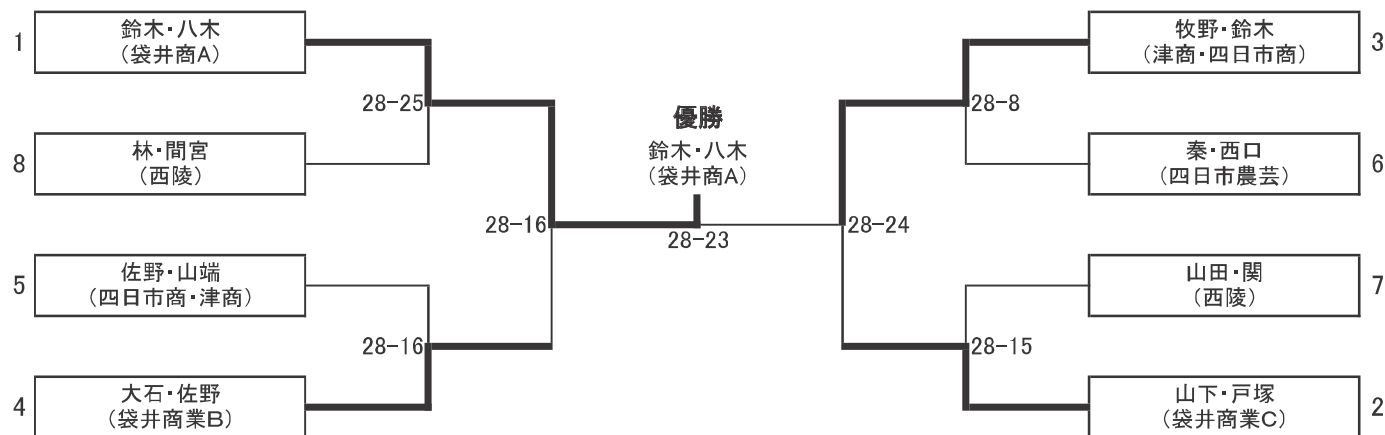 1
鈴木・八木
(袋井商A)
8
林・間宮
(西陵)
5
佐野・山端
(四日市商・津商)
4
大石・佐野
(袋井商業B)
28-25
28-16
28-16
優勝
鈴木・八木
(袋井商A)
28-23
28-24
28-8
28-15
牧野・鈴木
(津商・四日市商)
3
秦・西口
(四日市農芸)
6
山田・関
(西陵)
7
山下・戸塚
(袋井商業C)
2